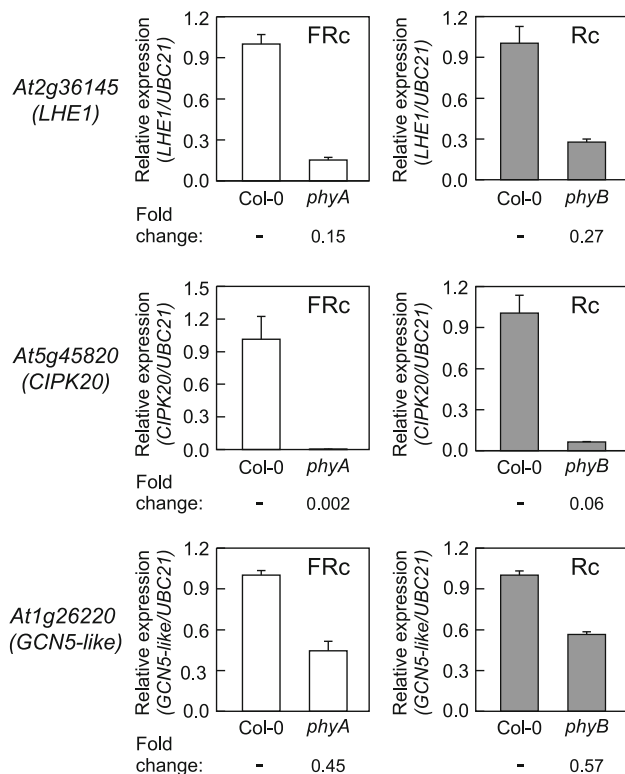 At2g36145
(LHE1)
Relative expression
(LHE1/UBC21)
1.2
0.9
0.6
0.3
0.0
FRc
Col-0 phyA
Relative expression
(LHE1/UBC21)
1.2
0.9
0.6
0.3
0.0
Rc
Col-0 phyB
Fold
change: - 0.15 - 0.27
At5g45820
(CIPK20)
Relative expression
(CIPK20/UBC21)
1.5
1.2
0.9
0.6
0.3
0.0
FRc
Col-0 phyA
Relative expression
(CIPK20/UBC21)
1.2
0.9
0.6
0.3
0.0
Rc
Col-0 phyB
Fold
change: - 0.002 - 0.06
At1g26220
(GCN5-like)
Relative expression
(GCN5-like/UBC21)
1.2
0.9
0.6
0.3
0.0
FRc
Col-0 phyA
Relative expression
(GCN5-like/UBC21)
1.2
0.9
0.6
0.3
0.0
Rc
Col-0 phyB
Fold
change: - 0.45 - 0.57